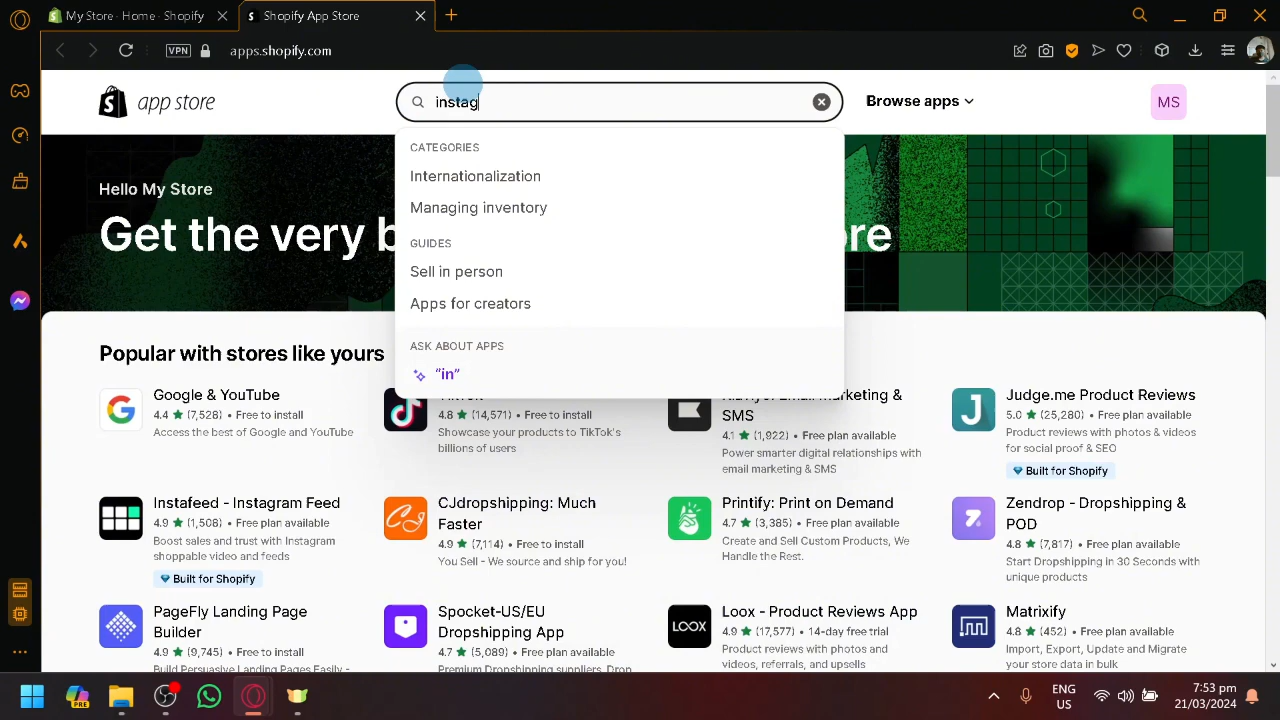 My Store · Home · Shopify
Shopify App Store
VPN
apps.shopify.com
app store
instag
Browse apps
MS
CATEGORIES
Internationalization
Managing inventory
GUIDES
Sell in person
Apps for creators
ASK ABOUT APPS
“in”
Hello My Store
Get the very b
re
Popular with stores like yours
Google & YouTube
4.4 ★ (7,528) • Free to install
Access the best of Google and YouTube
4.8 ★ (14,571) • Free to install
Showcase your products to TikTok's
billions of users
SMS
4.1 ★ (1,922) • Free plan available
Power smarter digital relationships with
email marketing & SMS
Judge.me Product Reviews
5.0 ★ (25,280) • Free plan available
Product reviews with photos & videos
for social proof & SEO
Built for Shopify
Instafeed ‑ Instagram Feed
4.9 ★ (1,508) • Free plan available
Boost sales and trust with Instagram
shoppable video and feeds
Built for Shopify
CJdropshipping: Much
Faster
4.9 ★ (7,114) • Free to install
You Sell - We source and ship for you!
Printify: Print on Demand
4.7 ★ (3,385) • Free plan available
Create and Sell Custom Products, We
Handle the Rest.
Zendrop ‑ Dropshipping &
POD
4.8 ★ (7,817) • Free plan available
Start Dropshipping in 30 Seconds with
unique products
PageFly Landing Page
Builder
4.9 ★ (9,745) • Free to install
Build Persuasive Landing Pages Easily -
Spocket‑US/EU
Dropshipping App
4.7 ★ (5,089) • Free plan available
Premium Dropshipping suppliers. Drop
LOOX
Loox ‑ Product Reviews App
4.9 ★ (17,577) • 14-day free trial
Product reviews with photos and
videos, referrals, and upsells
Matrixify
4.8 ★ (452) • Free plan available
Import, Export, Update and Migrate
your store data in bulk
PRE
ENG
US
7:53 pm
21/03/2024